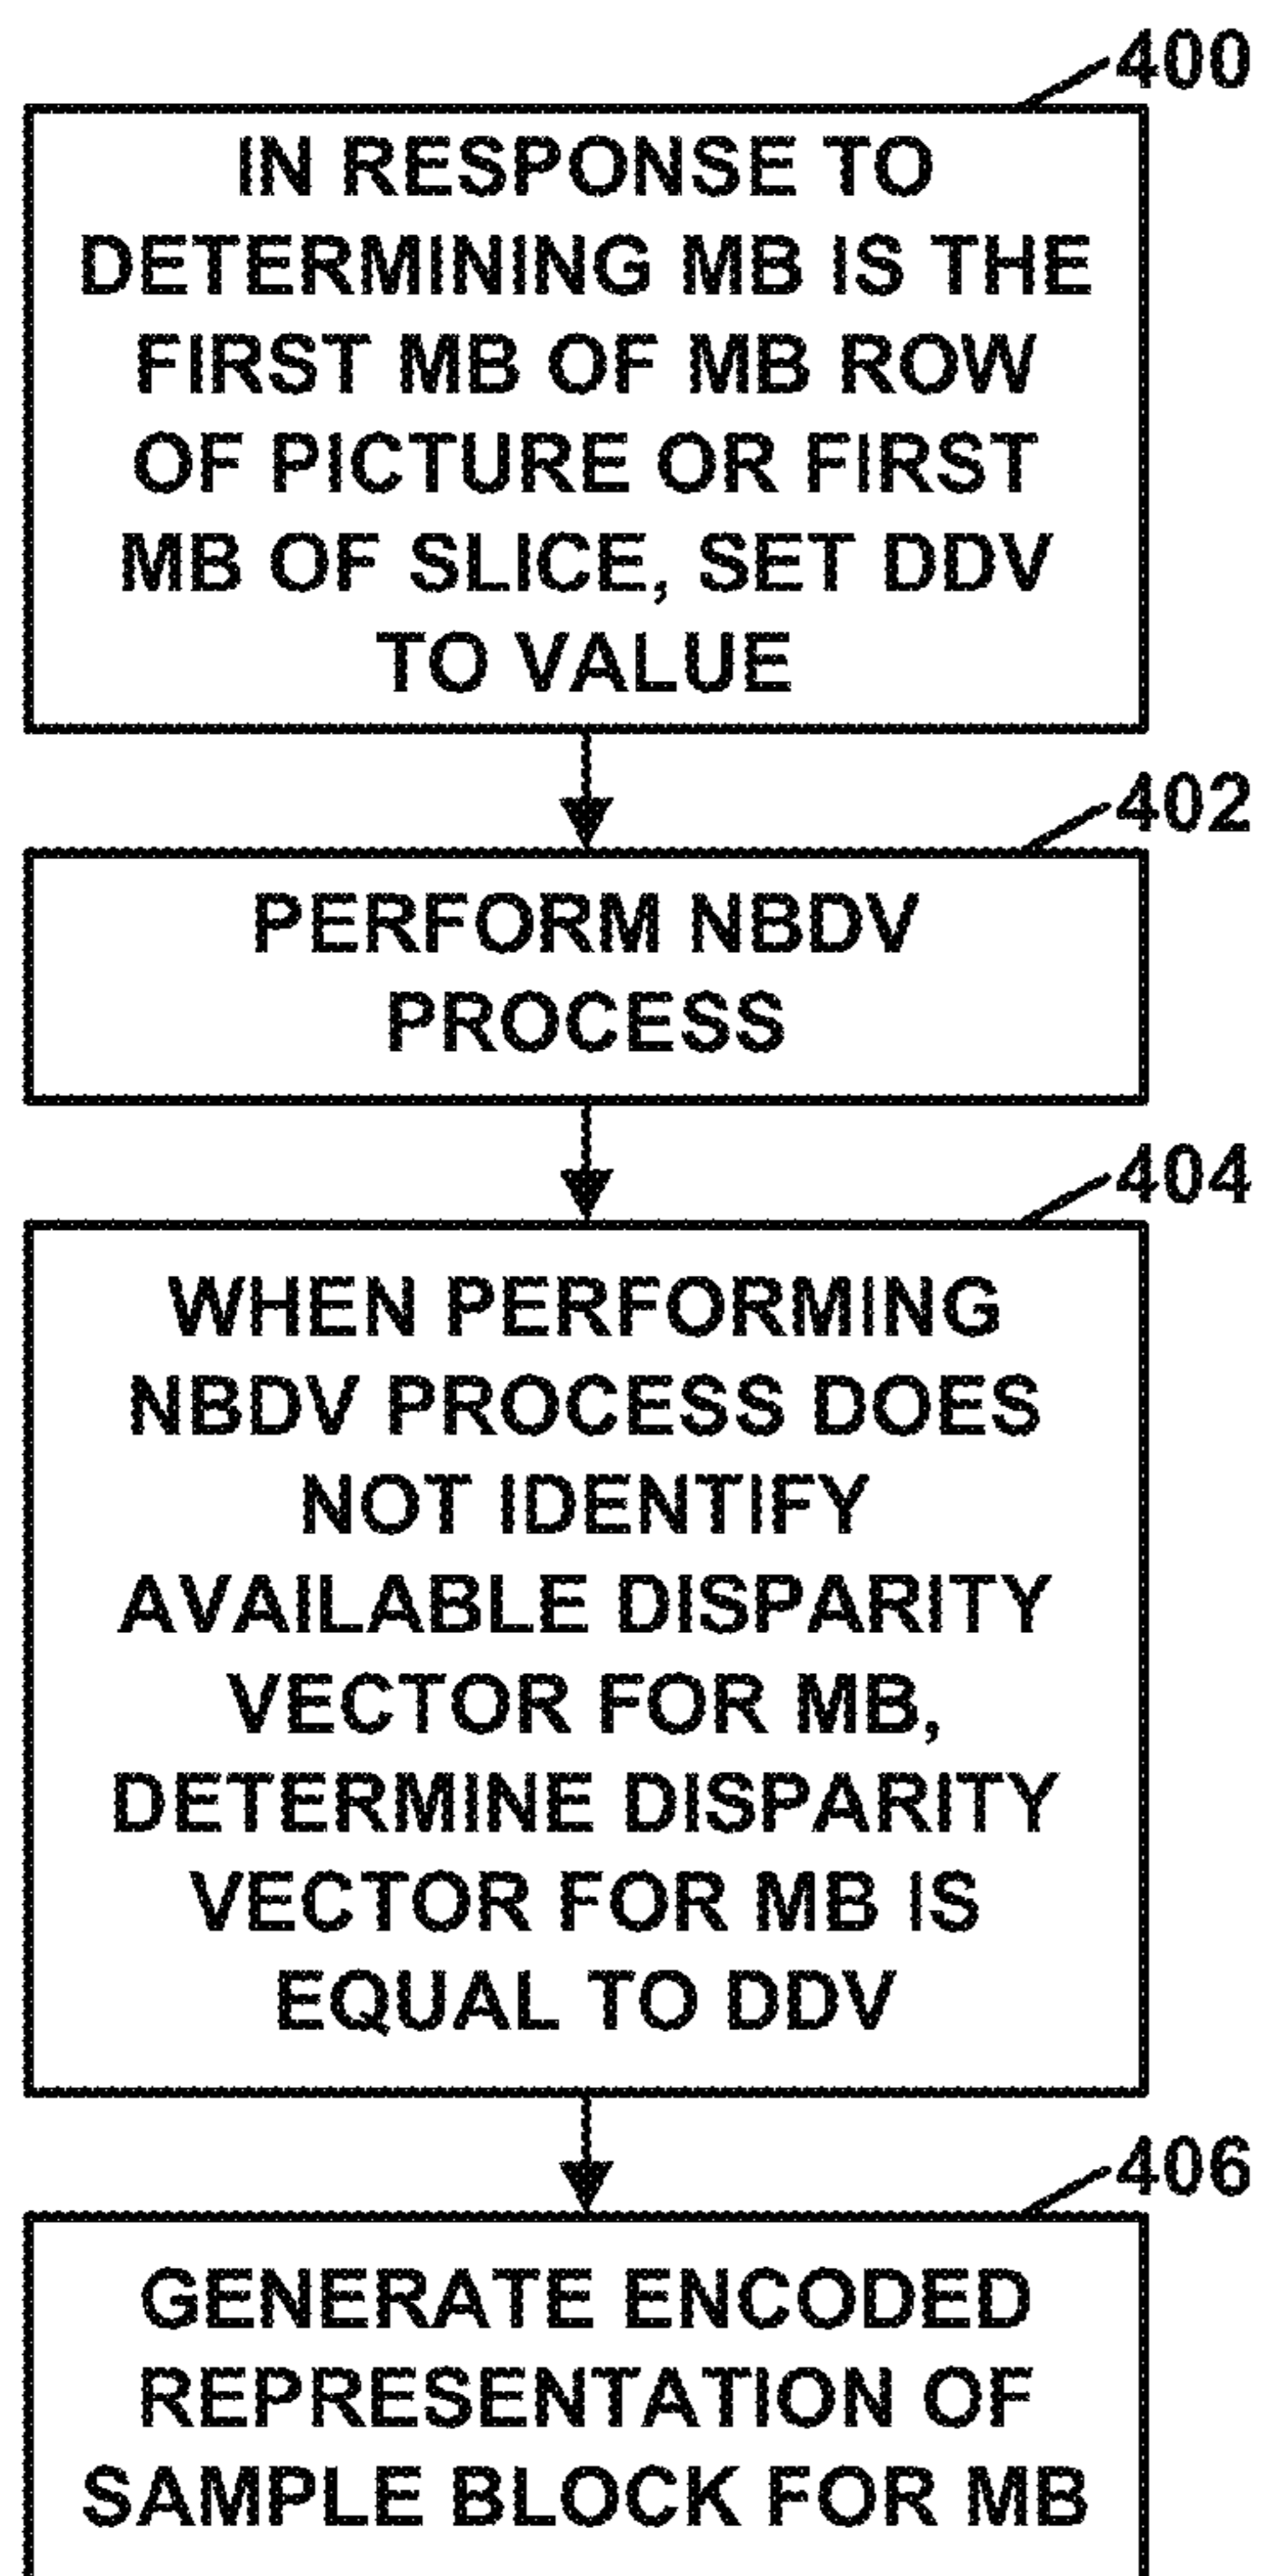 400
IN RESPONSE TO
DETERMINING MB IS THE
FIRST MB OF MB ROW
OF PICTURE OR FIRST
MB OF SLICE, SET DDV
TO VALUE
402
PERFORM NBDV
PROCESS
404
WHEN PERFORMING
NBDV PROCESS DOES
NOT IDENTIFY
AVAILABLE DISPARITY
VECTOR FOR MB,
DETERMINE DISPARITY
VECTOR FOR MB IS
EQUAL TO DDV
406
GENERATE ENCODED
REPRESENTATION OF
SAMPLE BLOCK FOR MB